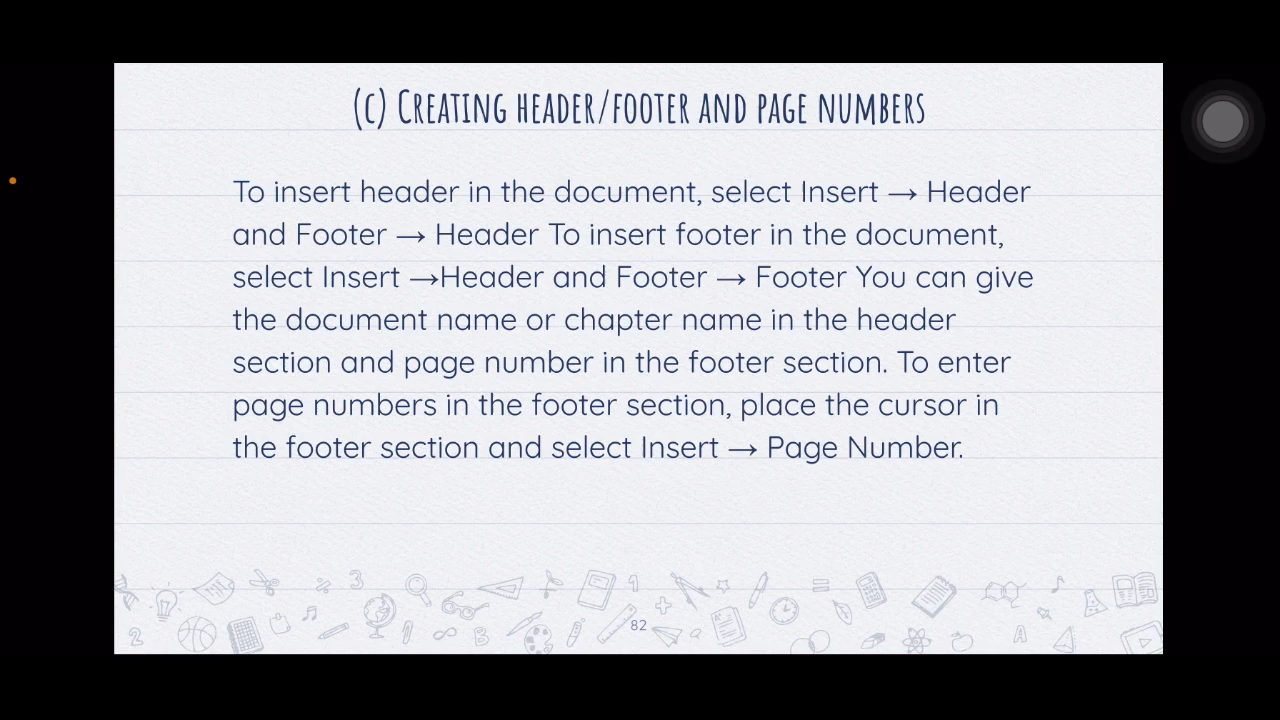 (c) Creating header/footer and page numbers
To insert header in the document, select Insert → Header
and Footer → Header To insert footer in the document,
select Insert →Header and Footer → Footer You can give
the document name or chapter name in the header
section and page number in the footer section. To enter
page numbers in the footer section, place the cursor in
the footer section and select Insert → Page Number.
82